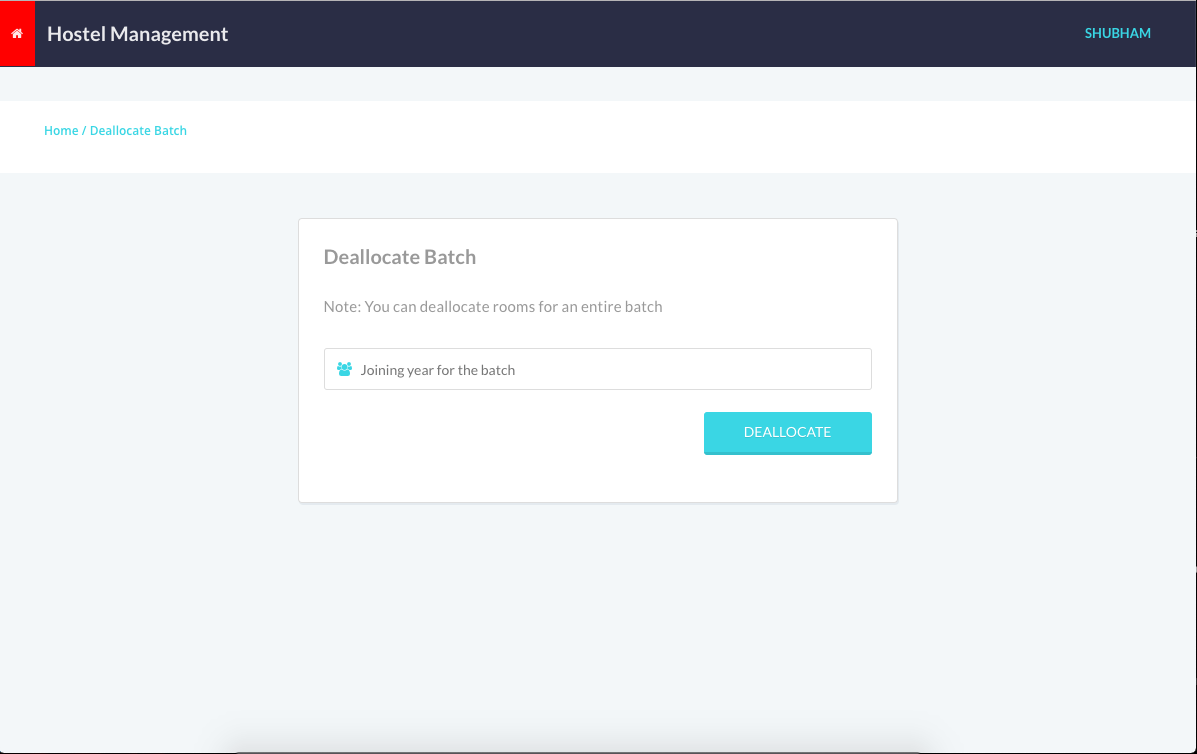 Hostel Management
SHUBHAM
Home / Deallocate Batch
Deallocate Batch
Note: You can deallocate rooms for an entire batch
Joining year for the batch
DEALLOCATE